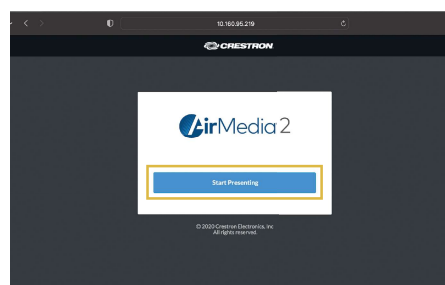 10.160.95.219
CRESTRON
AirMedia 2
Start Presenting
© 2020 Crestron Electronics, Inc
All rights reserved.